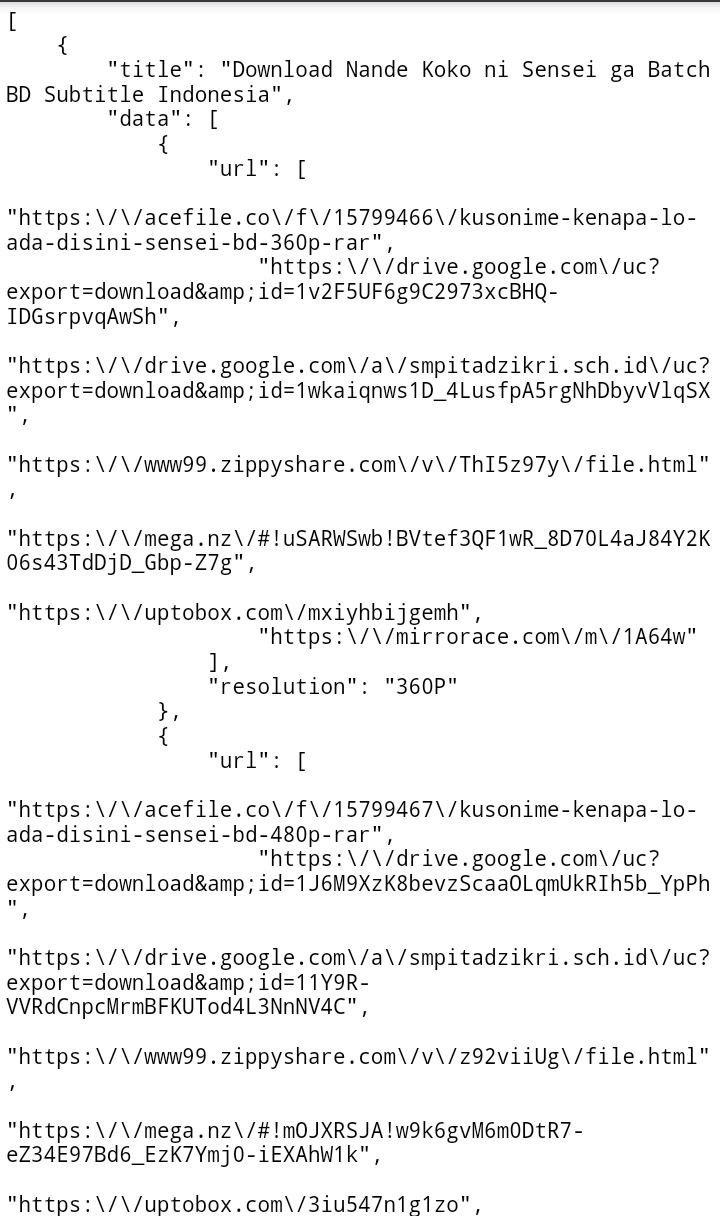 [
    {
        "title": "Download Nande Koko ni Sensei ga Batch
BD Subtitle Indonesia",
        "data": [
            {
                "url": [
"https:\/\/acefile.co\/f\/15799466\/kusonime-kenapa-lo-
ada-disini-sensei-bd-360p-rar",
                    "https:\/\/drive.google.com\/uc?
export=download&amp;id=1v2F5UF6g9C2973xcBHQ-
IDGsrpvqAwSh",
"https:\/\/drive.google.com\/a\/smpitadzikri.sch.id\/uc?
export=download&amp;id=1wkaiqnws1D_4LusfpA5rgNhDbyvVlqSX
",
"https:\/\/www99.zippyshare.com\/v\/ThI5z97y\/file.html"
,
"https:\/\/mega.nz\/#!uSARWSwb!BVtef3QF1wR_8D70L4aJ84Y2K
O6s43TdDjD_Gbp-Z7g",
"https:\/\/uptobox.com\/mxiyhbijgemh",
                    "https:\/\/mirrorace.com\/m\/1A64w"
                ],
                "resolution": "360P"
            },
            {
                "url": [
"https:\/\/acefile.co\/f\/15799467\/kusonime-kenapa-lo-
ada-disini-sensei-bd-480p-rar",
                    "https:\/\/drive.google.com\/uc?
export=download&amp;id=1J6M9XzK8bevzScaaOLqmUkRIh5b_YpPh
",
"https:\/\/drive.google.com\/a\/smpitadzikri.sch.id\/uc?
export=download&amp;id=11Y9R-
VVRdCnpcMrmBFKUTod4L3NnNV4C",
"https:\/\/www99.zippyshare.com\/v\/z92viiUg\/file.html"
,
"https:\/\/mega.nz\/#!mOJXRSJA!w9k6gvM6m0DtR7-
eZ34E97Bd6_EzK7Ymj0-iEXAhW1k",
"https:\/\/uptobox.com\/3iu547n1g1zo",